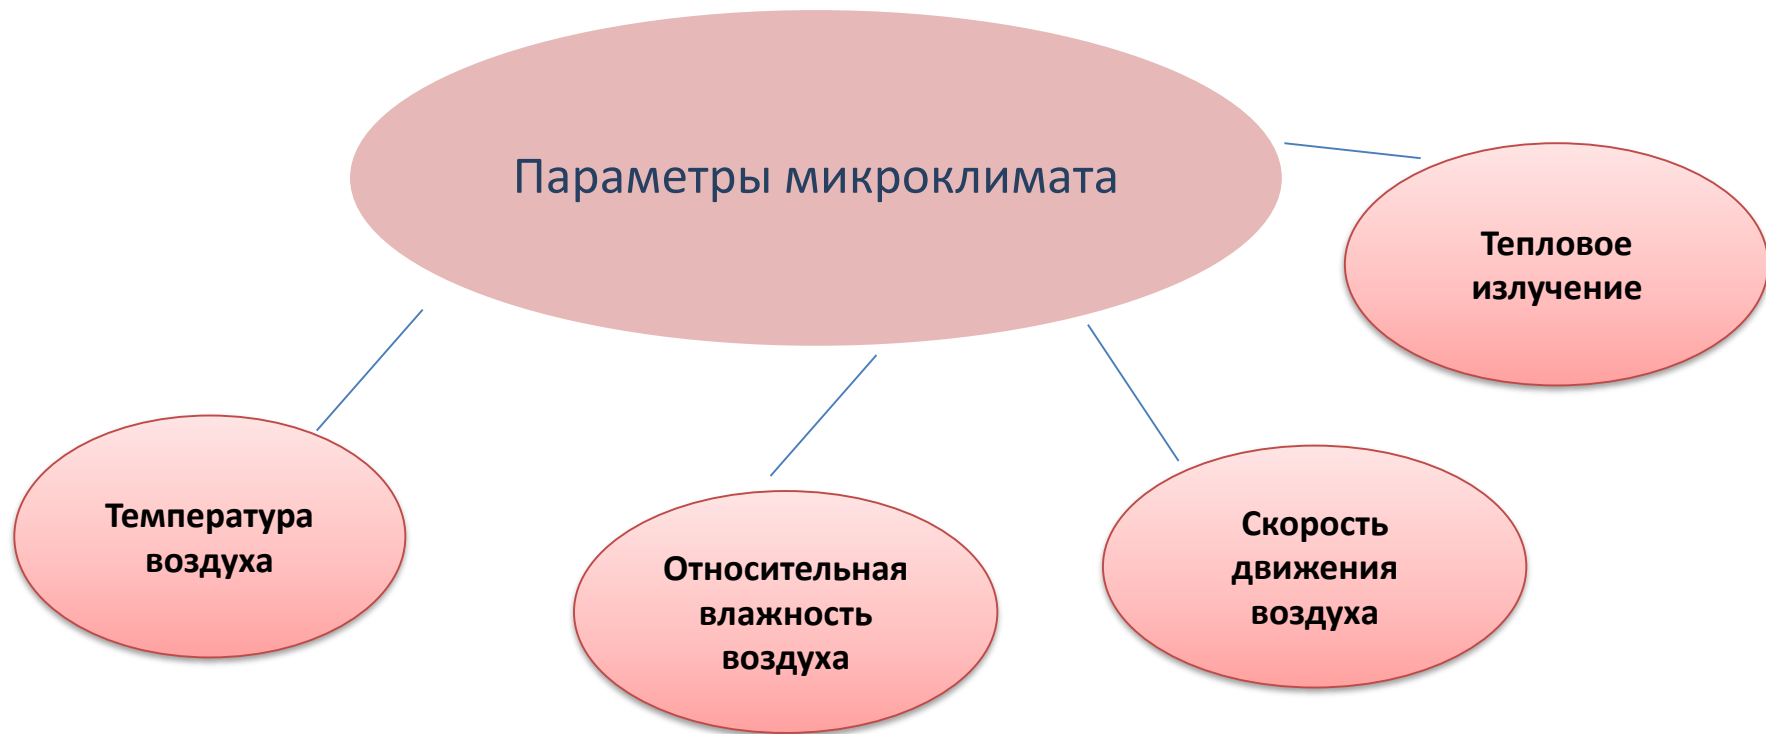 Параметры микроклимата
Тепловое
излучение
Температура
воздуха
Относительная
влажность
воздуха
Скорость
движения
воздуха